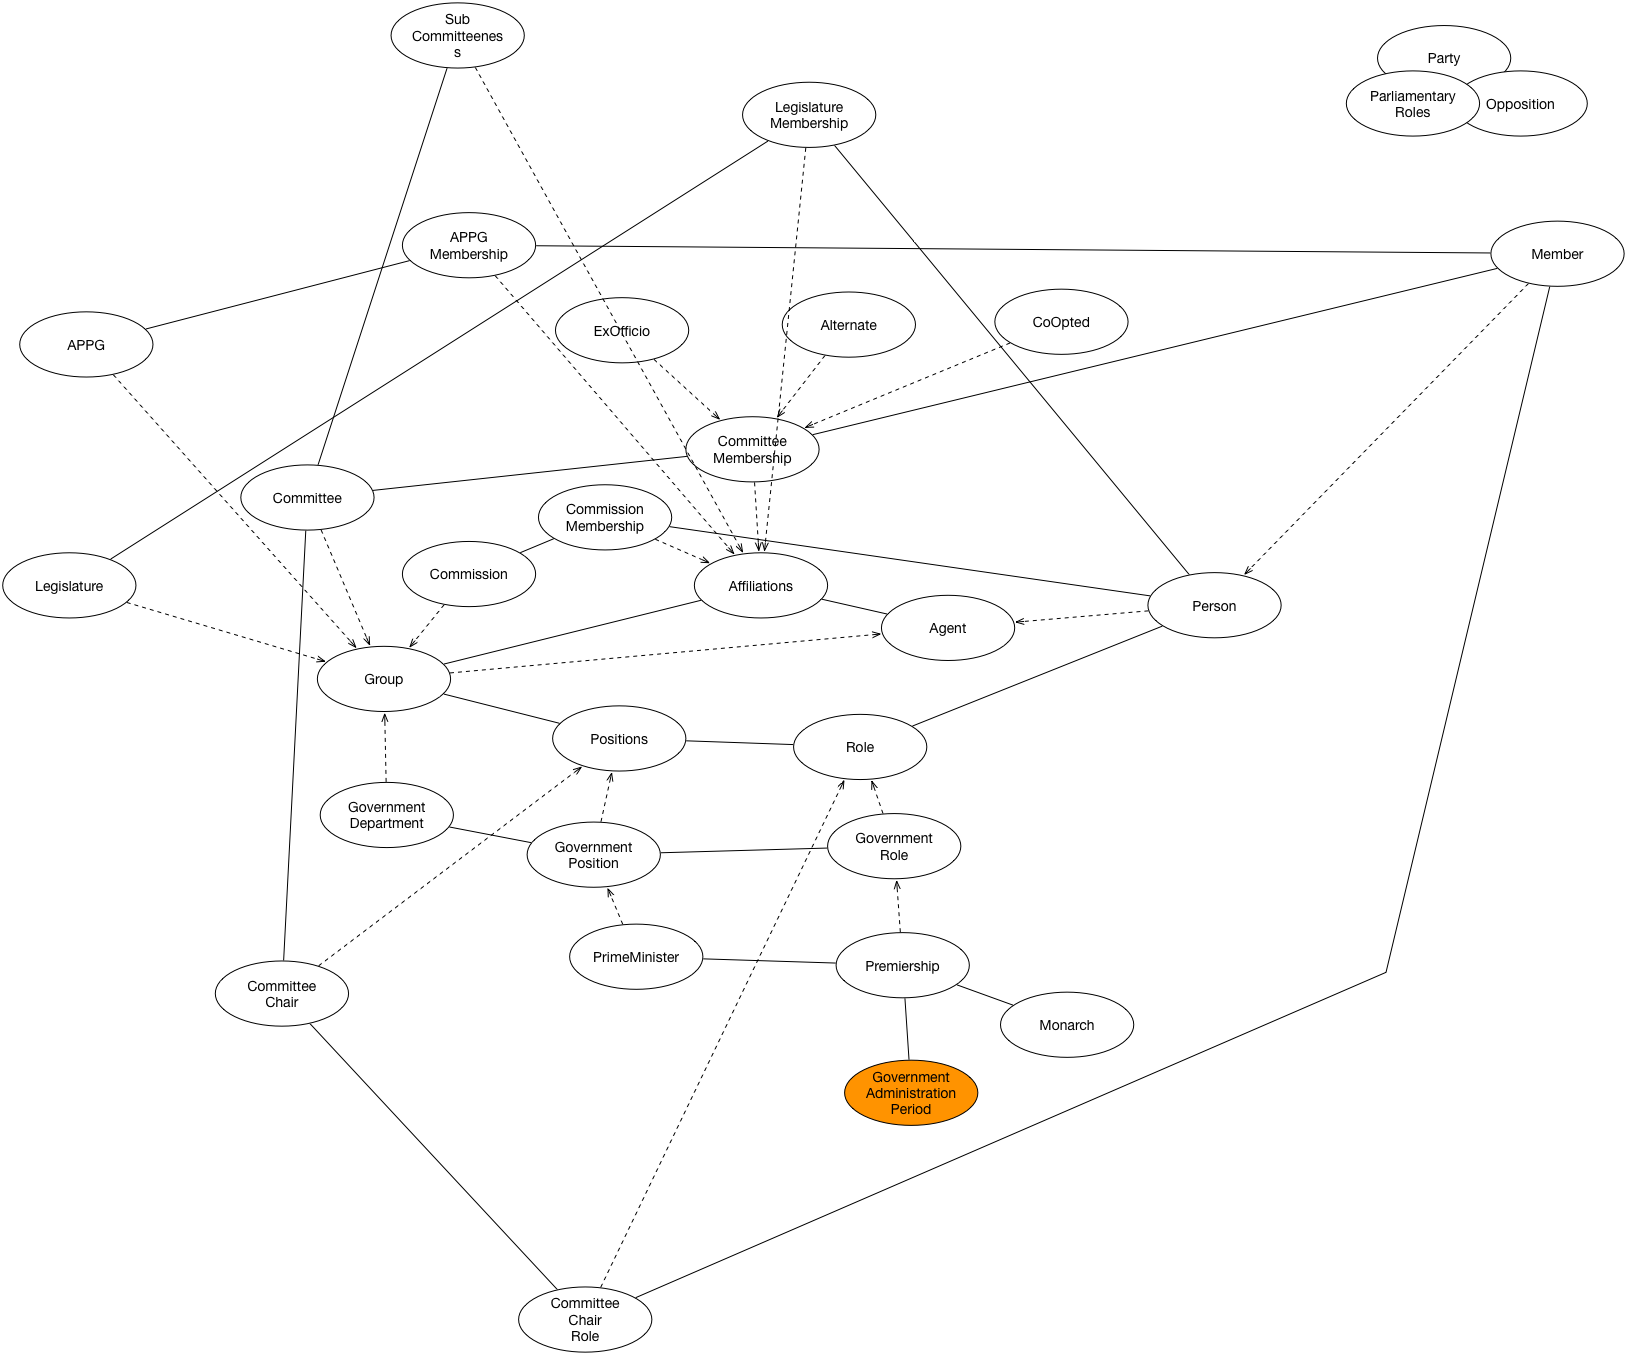 Sub
Committeenes
s
Party
Parliamentary
Roles
Opposition
Legislature
Membership
APPG
Membership
Member
APPG
ExOfficio
Alternate
CoOpted
Committee
Membership
Committee
Commission
Membership
Commission
Legislature
Affiliations
Person
Agent
Group
Positions
Role
Government
Department
Government
Position
Government
Role
PrimeMinister
Premiership
Committee
Chair
Monarch
Government
Administration
Period
Committee
Chair
Role